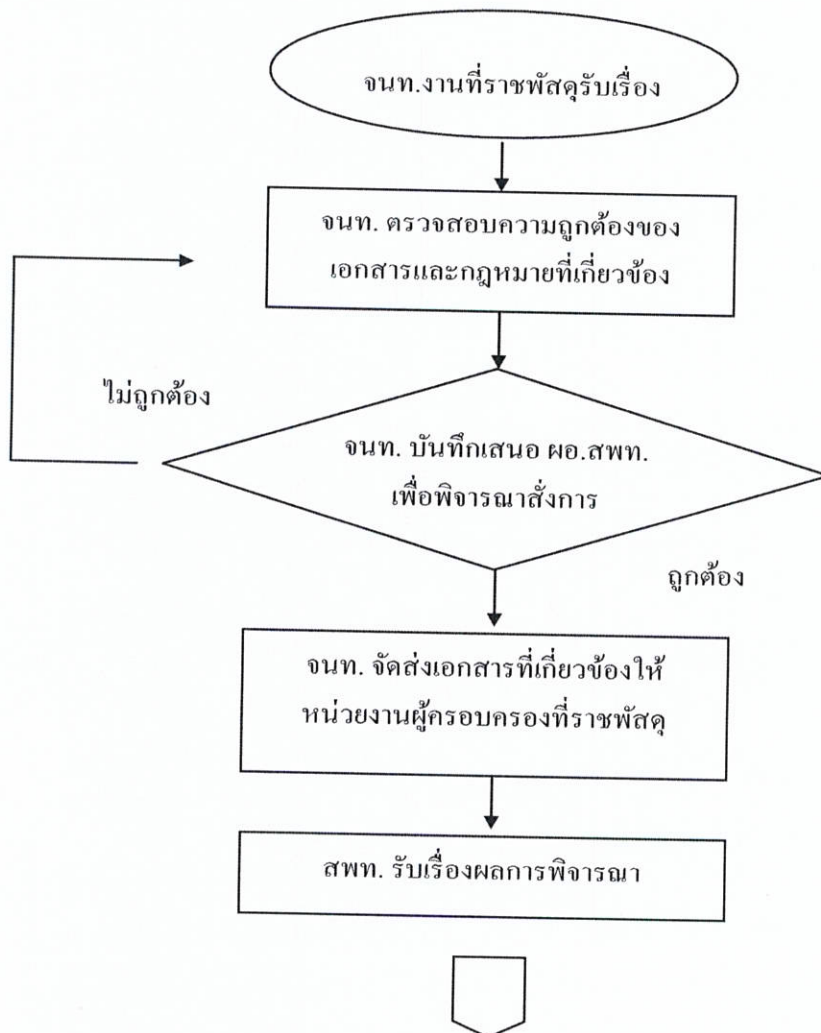 จนท.งานที่ราชพัสดุรับเรื่อง
จนท. ตรวจสอบความถูกต้องของ
เอกสารและกฎหมายที่เกี่ยวข้อง
ไม่ถูกต้อง
จนท. บันทึกเสนอ ผอ.สพท.
เพื่อพิจารณาสั่งการ
ถูกต้อง
จนท. จัดส่งเอกสารที่เกี่ยวข้องให้
หน่วยงานผู้ครอบครองที่ราชพัสดุ
สพท. รับเรื่องผลการพิจารณา